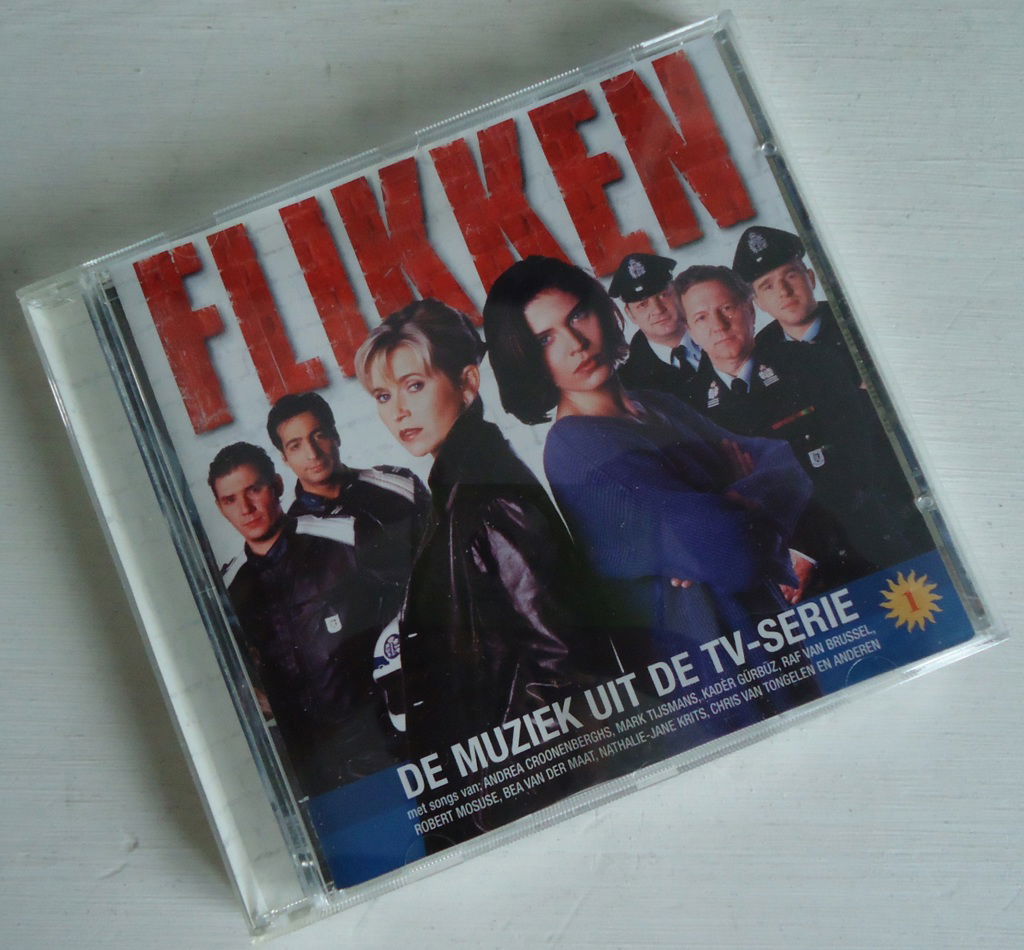 FLIKKEN
DE MUZIEK UIT DE TV-SERIE
1
met songs van: ANDREA CROONENBERGHS, MARK TIJSMANS, KADÈR GÜRBÜZ, RAF VAN BRUSSEL,
ROBERT MOSUSE, BEA VAN DER MAAT, NATHALIE-JANE KRITS, CHRIS VAN TONGELEN EN ANDEREN